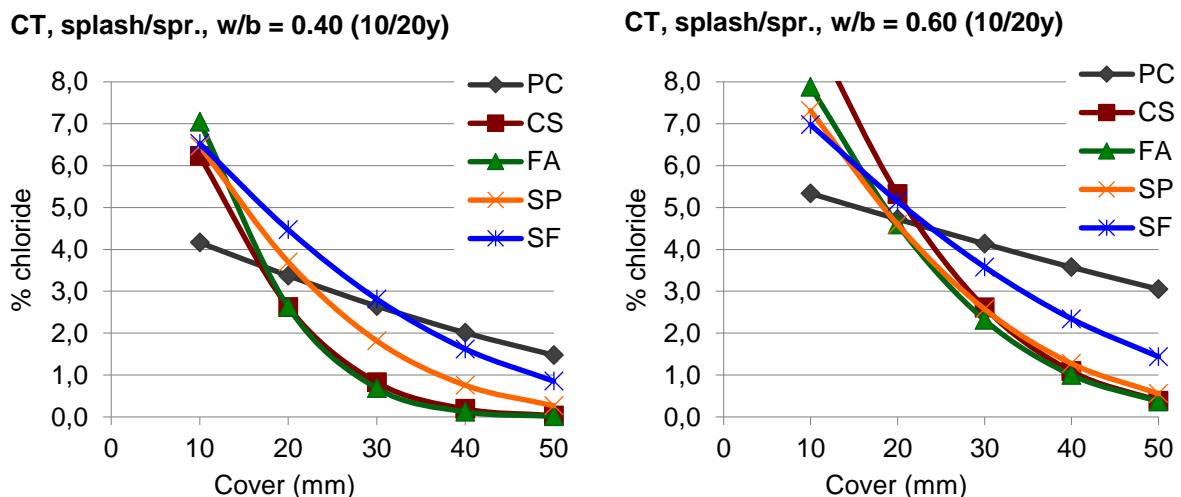 CT, splash/spr., w/b = 0.40 (10/20y)
8,0
7,0
6,0
5,0
4,0
3,0
2,0
1,0
0,0
% chloride
0 10 20 30 40 50
Cover (mm)
PC
CS
FA
SP
SF
CT, splash/spr., w/b = 0.60 (10/20y)
8,0
7,0
6,0
5,0
4,0
3,0
2,0
1,0
0,0
% chloride
0 10 20 30 40 50
Cover (mm)
PC
CS
FA
SP
SF